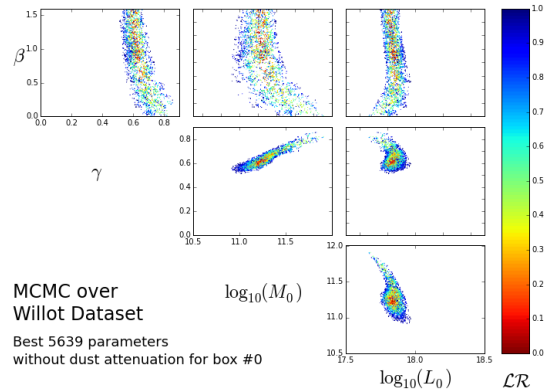 β
1.5
1.0
0.5
0.0
0.0 0.2 0.4 0.6 0.8
γ
0.8
0.6
0.4
0.2
0.0
10.5 11.0 11.5
log₁₀(M₀)
12.0
11.5
11.0
10.5
17.5 18.0 18.5
log₁₀(L₀)
1.0
0.9
0.8
0.7
0.6
0.5
0.4
0.3
0.2
0.1
0.0
ℒℛ
MCMC over
Willot Dataset
Best 5639 parameters
without dust attenuation for box #0